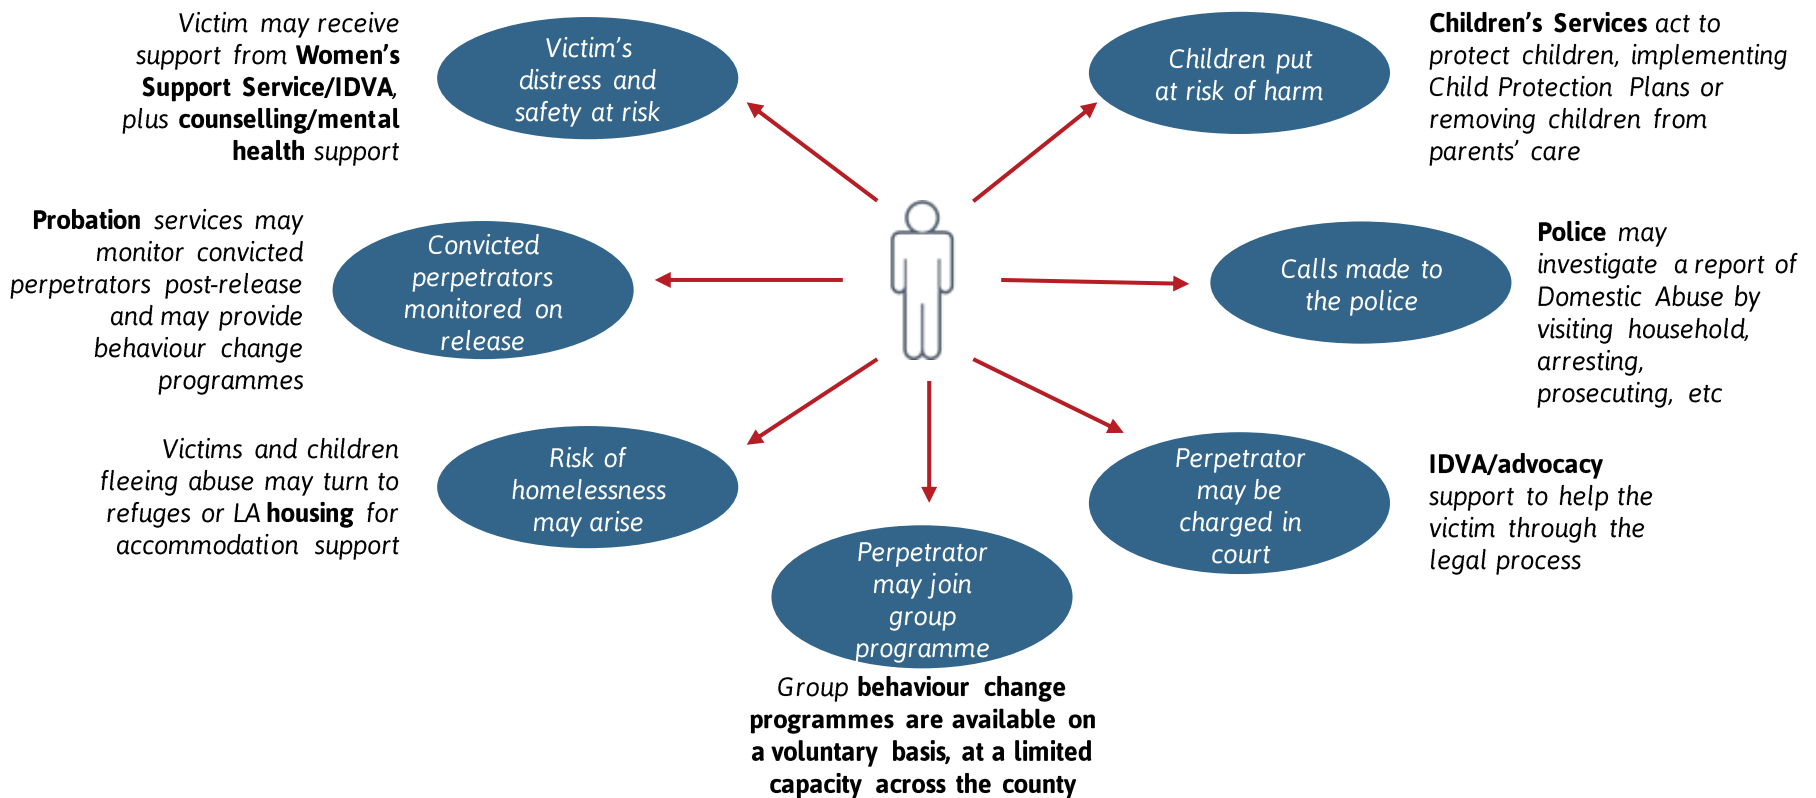 Victim may receive
support from Women’s
Support Service/IDVA,
plus counselling/mental
health support
Victim’s
distress and
safety at risk
Children put
at risk of harm
Children’s Services act to
protect children, implementing
Child Protection Plans or
removing children from
parents’ care
Probation services may
monitor convicted
perpetrators post-release
and may provide
behaviour change
programmes
Convicted
perpetrators
monitored on
release
Calls made to
the police
Police may
investigate a report of
Domestic Abuse by
visiting household,
arresting,
prosecuting, etc
Victims and children
fleeing abuse may turn to
refuges or LA housing for
accommodation support
Risk of
homelessness
may arise
Perpetrator
may be
charged in
court
IDVA/advocacy
support to help the
victim through the
legal process
Perpetrator
may join
group
programme
Group behaviour change
programmes are available on
a voluntary basis, at a limited
capacity across the county